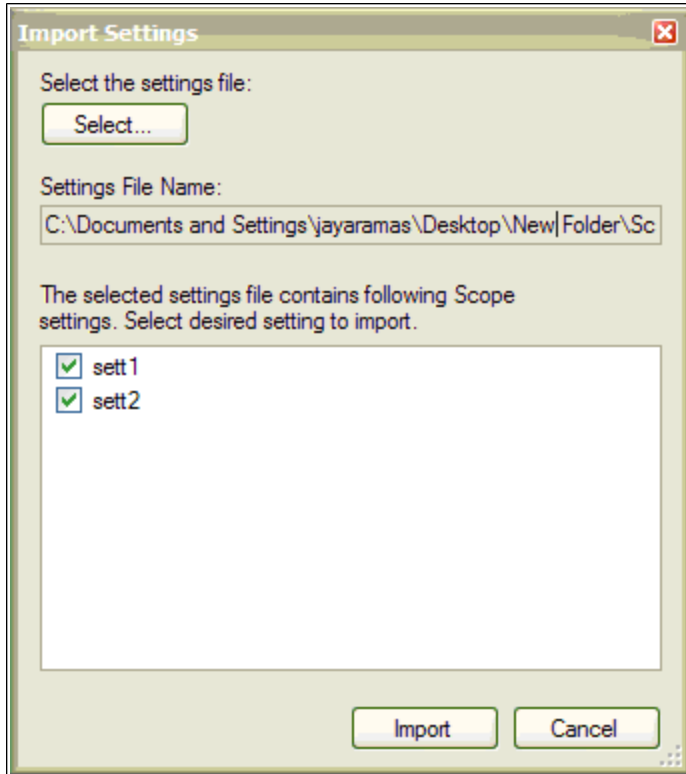 Import Settings
Select the settings file:
Select...
Settings File Name:
C:\Documents and Settings\jayaramas\Desktop\New Folder\Sc
The selected settings file contains following Scope
settings. Select desired setting to import.
sett1
sett2
Import
Cancel